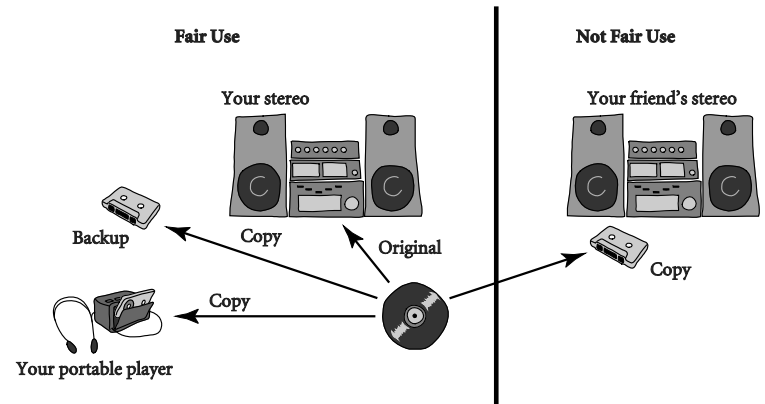 Fair Use
Not Fair Use
Your stereo
Your friend's stereo
Backup
Copy
Original
Copy
Copy
Your portable player